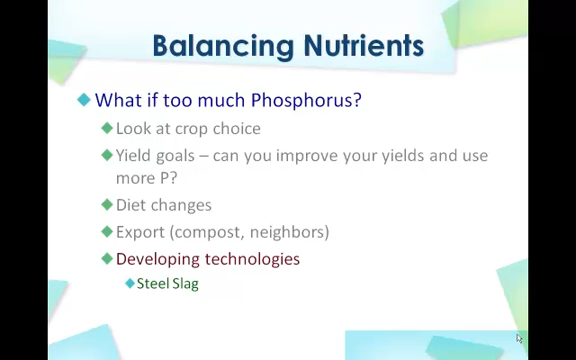 Balancing Nutrients
What if too much Phosphorus?
Look at crop choice
Yield goals – can you improve your yields and use
more P?
Diet changes
Export (compost, neighbors)
Developing technologies
Steel Slag